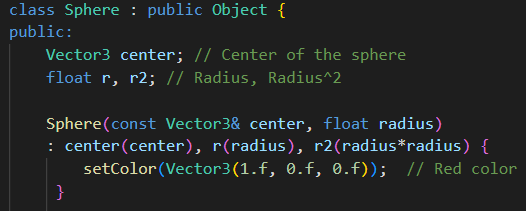 class Sphere : public Object {
public:
    Vector3 center; // Center of the sphere
    float r, r2; // Radius, Radius^2

    Sphere(const Vector3& center, float radius)
    : center(center), r(radius), r2(radius*radius) {
        setColor(Vector3(1.f, 0.f, 0.f));  // Red color
     }